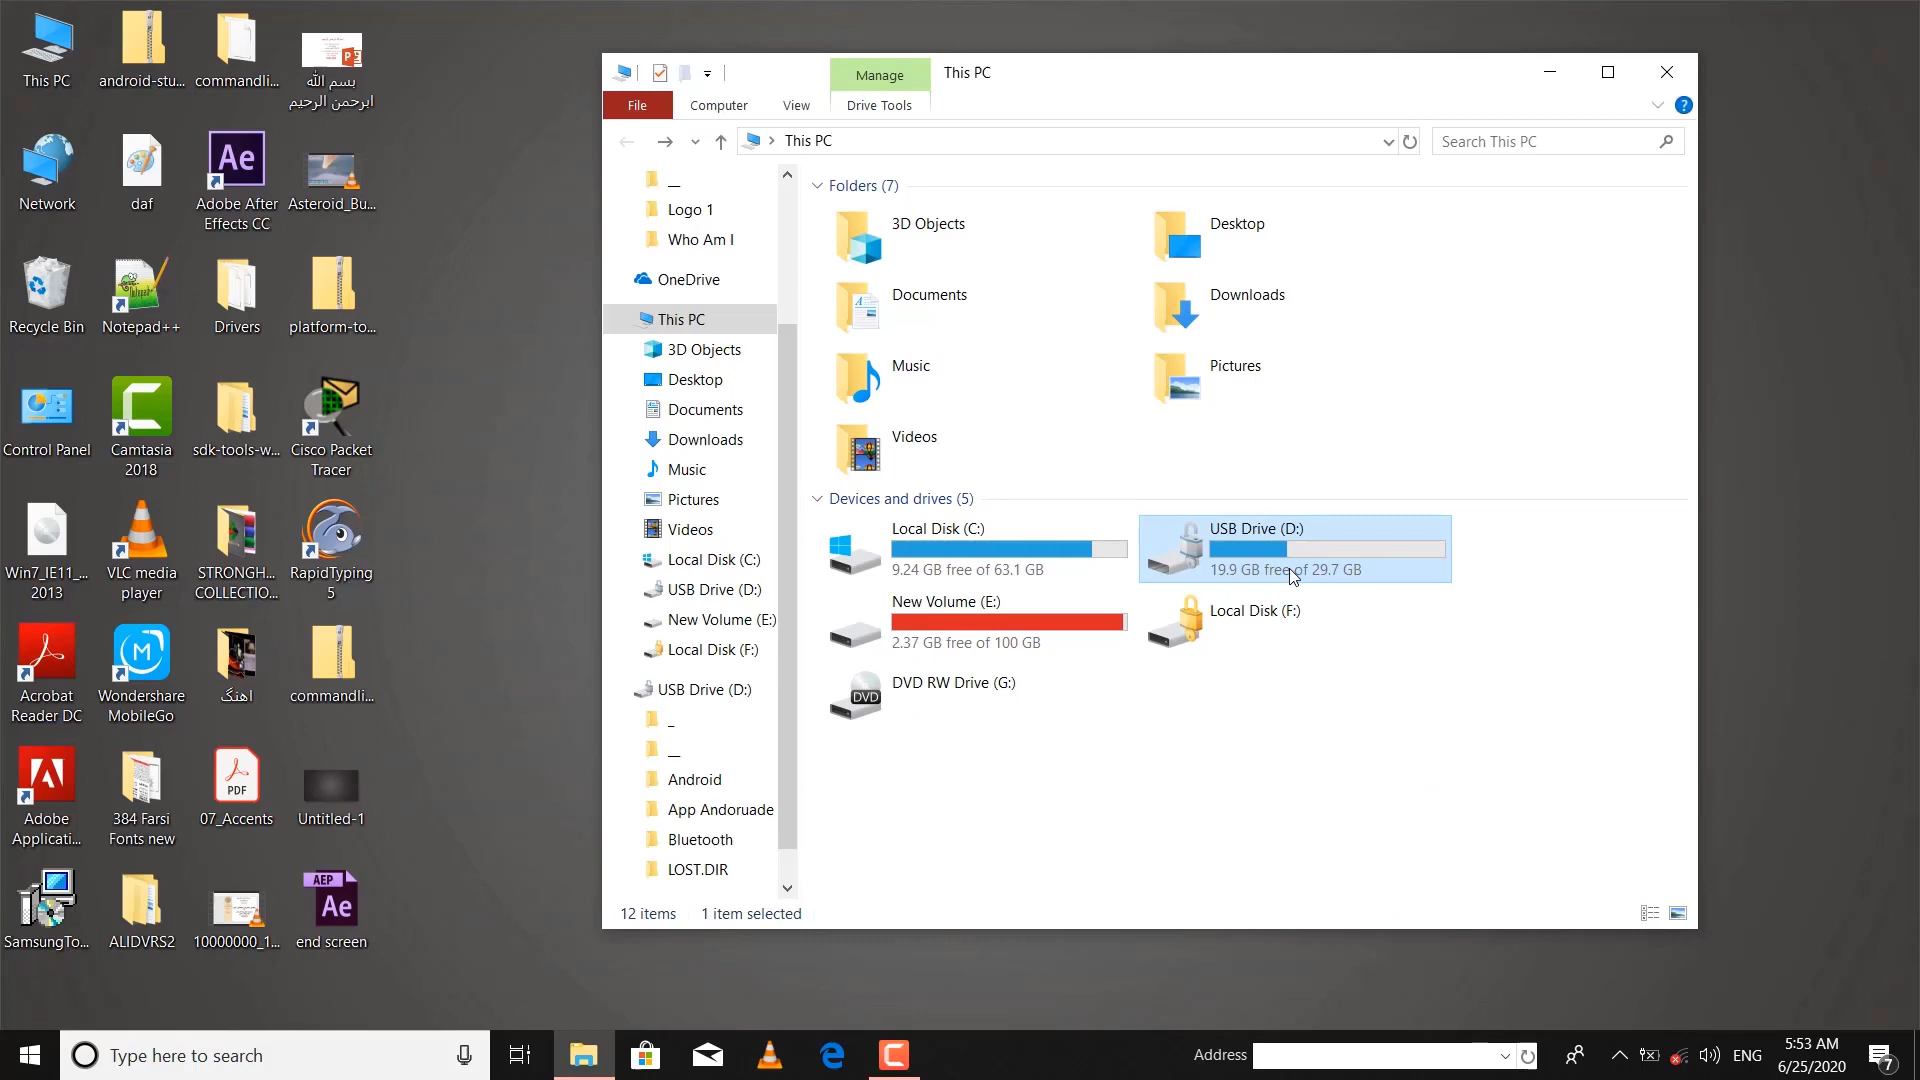 This PC
android-stu...
commandli...
بسم الله
ابرحمن الرحیم
Network
daf
Adobe After
Effects CC
Asteroid_Bu...
Recycle Bin
Notepad++
Drivers
platform-to...
Control Panel
Camtasia
2018
sdk-tools-w...
Cisco Packet
Tracer
Win7_IE11_...
2013
VLC media
player
STRONGH...
COLLECTIO...
RapidTyping
5
Acrobat
Reader DC
Wondershare
MobileGo
اهنگ
commandli...
Adobe
Applicati...
384 Farsi
Fonts new
PDF
07_Accents
Untitled-1
SamsungTo...
ALIDVRS2
10000000_1...
AEP
Ae
end screen
Manage
This PC
File
Computer
View
Drive Tools
This PC
Search This PC
__
Logo 1
Who Am I
OneDrive
This PC
3D Objects
Desktop
Documents
Downloads
Music
Pictures
Videos
Local Disk (C:)
USB Drive (D:)
New Volume (E:)
Local Disk (F:)
USB Drive (D:)
_
__
Android
App Andoruade
Bluetooth
LOST.DIR
Folders (7)
3D Objects
Desktop
Documents
Downloads
Music
Pictures
Videos
Devices and drives (5)
Local Disk (C:)
9.24 GB free of 63.1 GB
USB Drive (D:)
19.9 GB free of 29.7 GB
New Volume (E:)
2.37 GB free of 100 GB
Local Disk (F:)
DVD
DVD RW Drive (G:)
12 items
1 item selected
Type here to search
Address
ENG
5:53 AM
6/25/2020
7